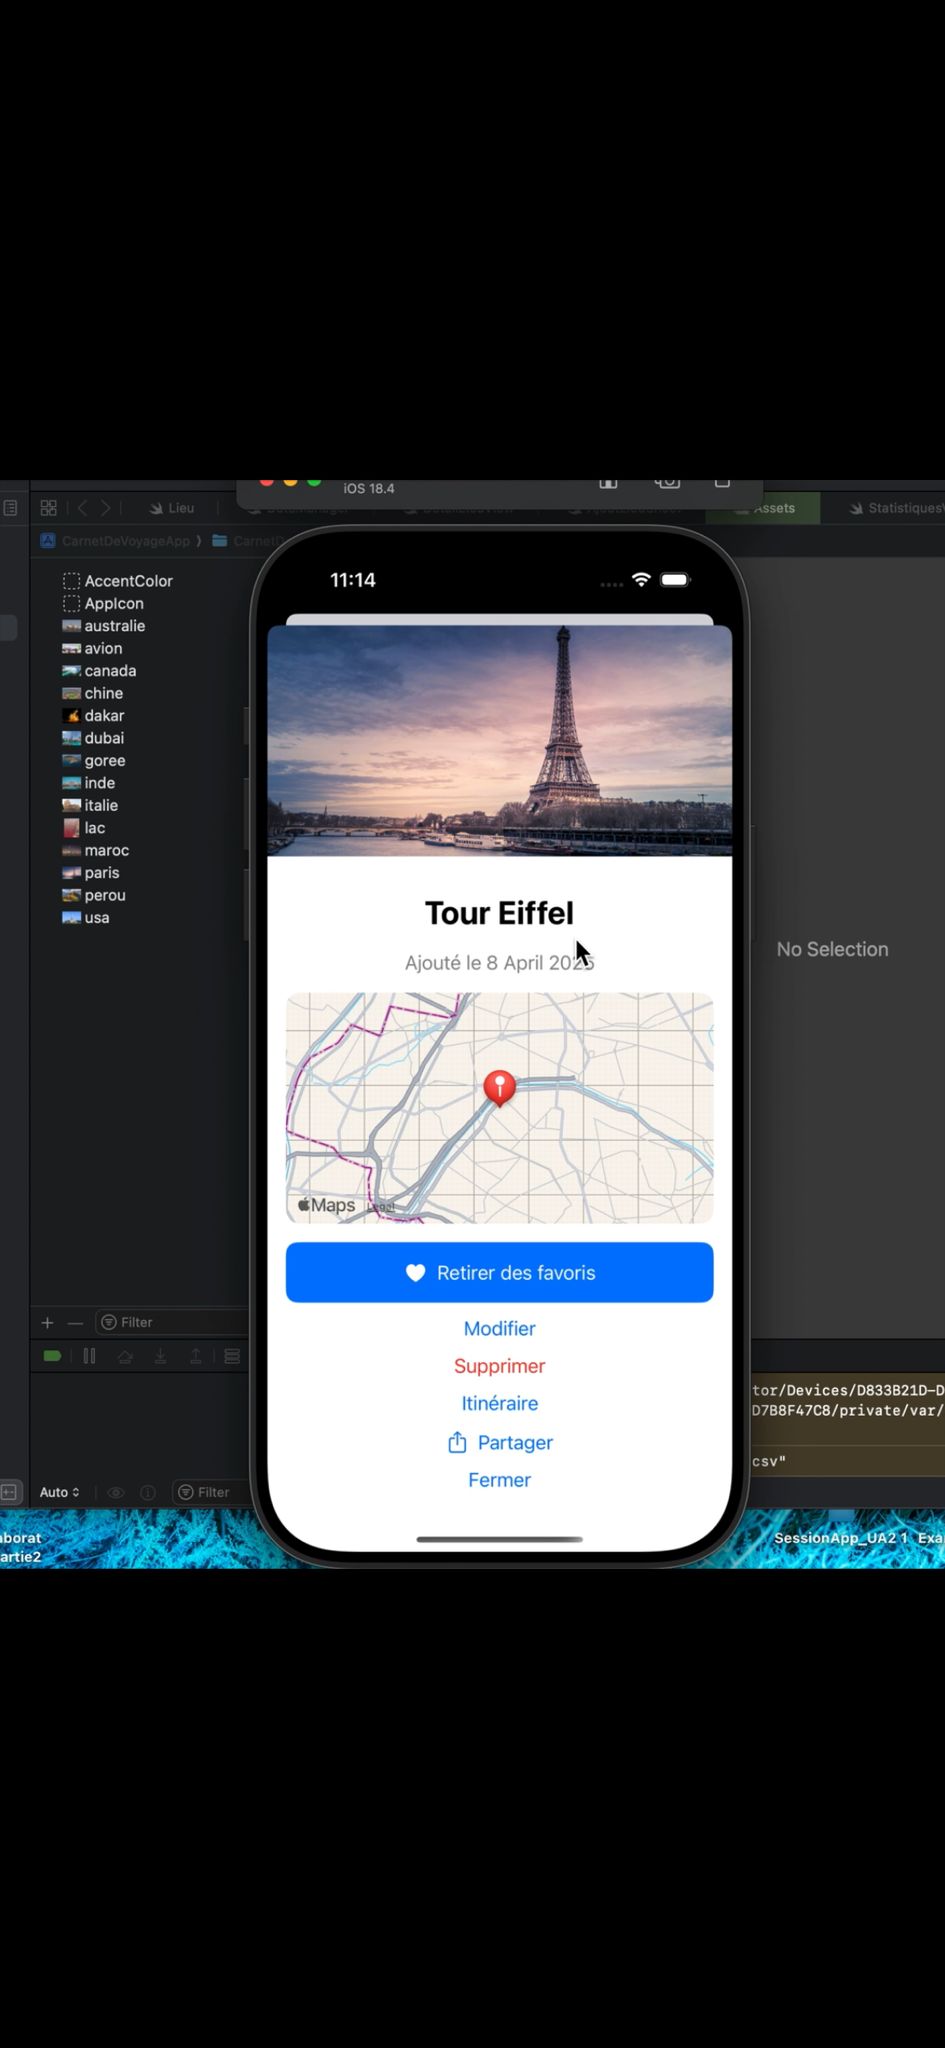 iOS 18.4
Lieu
Assets
Statistiques
CarnetDeVoyageApp
11:14
AccentColor
AppIcon
australie
avion
canada
chine
dakar
dubai
goree
inde
italie
lac
maroc
paris
perou
usa
Tour Eiffel
Ajouté le 8 April 2025
No Selection
Maps
Legal
Filter
Retirer des favoris
Modifier
Supprimer
Itinéraire
Partager
Fermer
tor/Devices/D833B21D-D
D7B8F47C8/private/var/
csv"
Auto
Filter
aborat
artie2
SessionApp_UA2 1
Exa